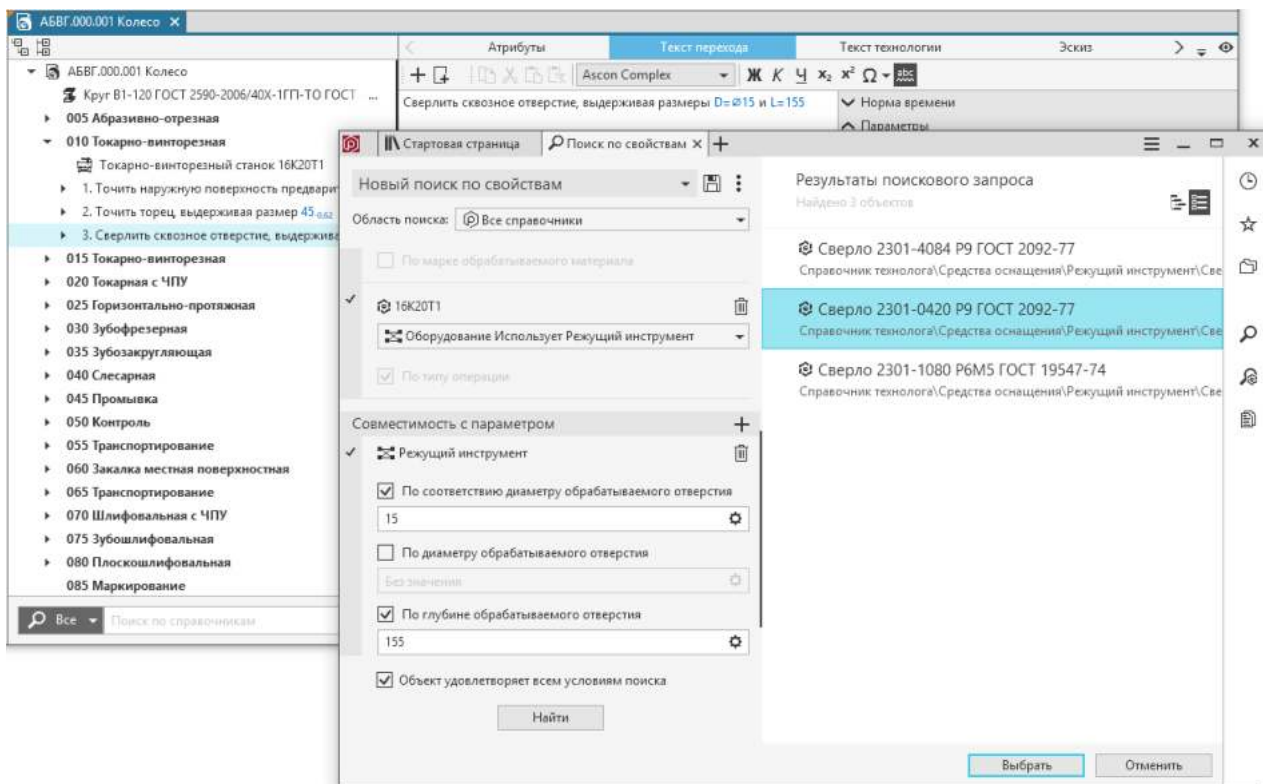 АБВГ.000.001 Колесо
Атрибуты Текст перехода Текст технологии Эскиз
АБВГ.000.001 Колесо
Круг В1-120 ГОСТ 2590-2006/40Х-1ГП-ТО ГОСТ ...
005 Абразивно-отрезная
010 Токарно-винторезная
Токарно-винторезный станок 16К20Т1
1. Точить наружную поверхность предвари
2. Точить торец, выдерживая размер 45-0,62
3. Сверлить сквозное отверстие, выдержива
015 Токарно-винторезная
020 Токарная с ЧПУ
025 Горизонтально-протяжная
030 Зубофрезерная
035 Зубозакругляющая
040 Слесарная
045 Промывка
050 Контроль
055 Транспортирование
060 Закалка местная поверхностная
065 Транспортирование
070 Шлифовальная с ЧПУ
075 Зубошлифовальная
080 Плоскошлифовальная
085 Маркирование
Все Поиск по справочникам
Ascon Complex Ж К Ч x₂ x² Ω abc
Сверлить сквозное отверстие, выдерживая размеры D=⌀15 и L=155
Норма времени
Параметры
Стартовая страница Поиск по свойствам
Новый поиск по свойствам
Область поиска: Все справочники
По марке обрабатываемого материала
16К20Т1
Оборудование Использует Режущий инструмент
По типу операции
Совместимость с параметром
Режущий инструмент
По соответствию диаметру обрабатываемого отверстия
15
По диаметру обрабатываемого отверстия
Без значения
По глубине обрабатываемого отверстия
155
Объект удовлетворяет всем условиям поиска
Найти
Результаты поискового запроса
Найдено 3 объектов
Сверло 2301-4084 Р9 ГОСТ 2092-77
Справочник технолога\Средства оснащения\Режущий инструмент\Све
Сверло 2301-0420 Р9 ГОСТ 2092-77
Справочник технолога\Средства оснащения\Режущий инструмент\Све
Сверло 2301-1080 Р6М5 ГОСТ 19547-74
Справочник технолога\Средства оснащения\Режущий инструмент\Све
Выбрать Отменить